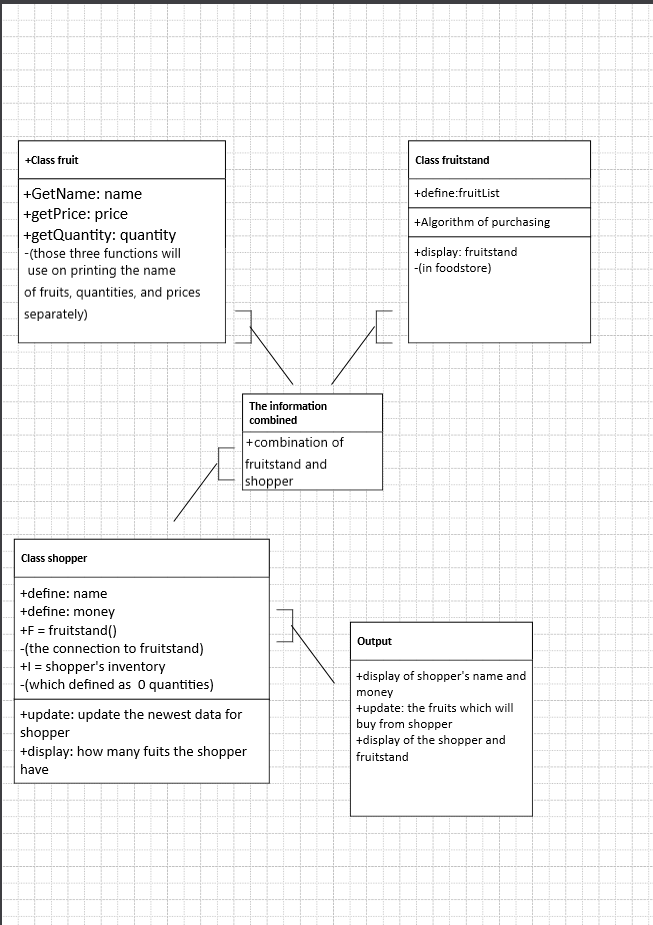 +Class fruit
+GetName: name
+getPrice: price
+getQuantity: quantity
-(those three functions will
use on printing the name
of fruits, quantities, and prices
separately)
Class fruitstand
+define:fruitList
+Algorithm of purchasing
+display: fruitstand
-(in foodstore)
The information
combined
+combination of
fruitstand and
shopper
Class shopper
+define: name
+define: money
+F = fruitstand()
-(the connection to fruitstand)
+I = shopper's inventory
-(which defined as 0 quantities)
+update: update the newest data for
shopper
+display: how many fuits the shopper
have
Output
+display of shopper's name and
money
+update: the fruits which will
buy from shopper
+display of the shopper and
fruitstand